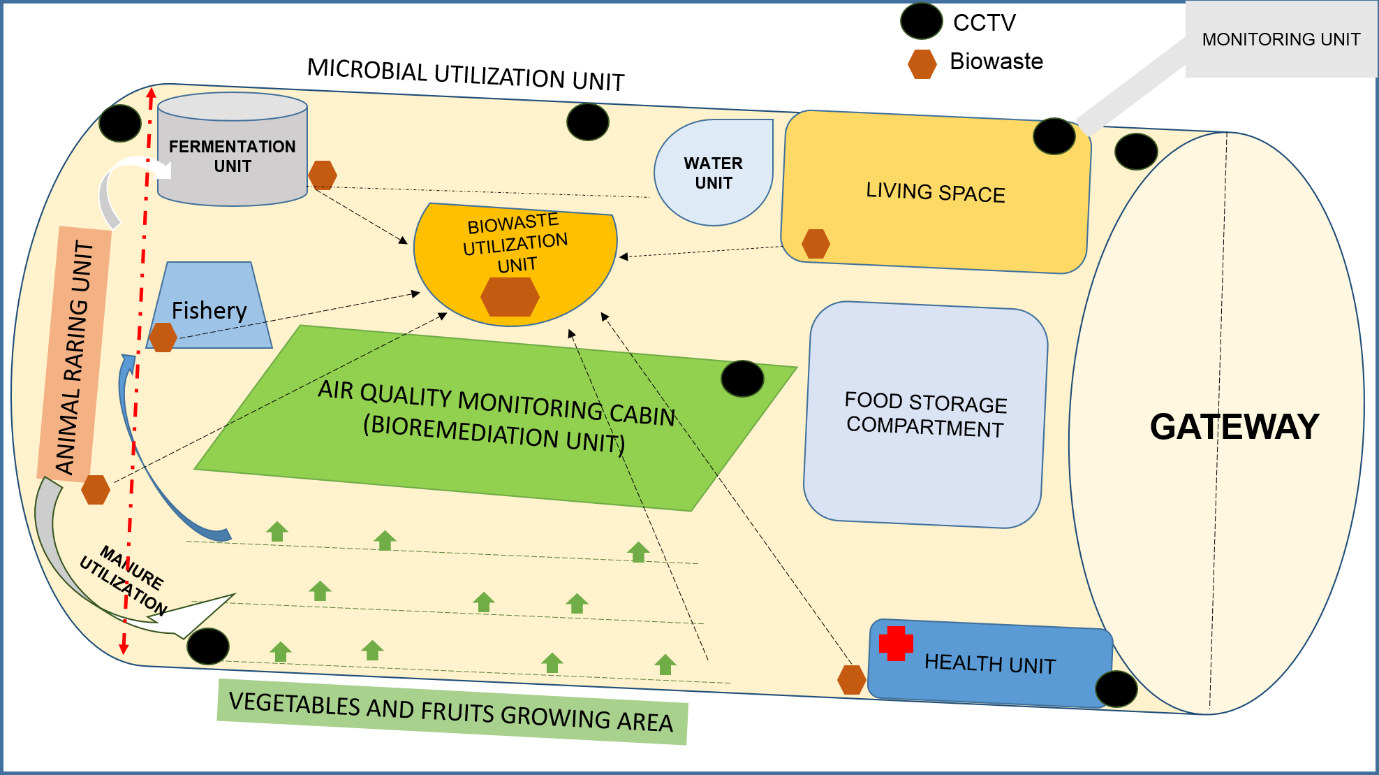 CCTV
Biowaste
MONITORING UNIT
MICROBIAL UTILIZATION UNIT
FERMENTATION
UNIT
WATER
UNIT
LIVING SPACE
BIOWASTE
UTILIZATION
UNIT
ANIMAL RARING UNIT
Fishery
AIR QUALITY MONITORING CABIN
(BIOREMEDIATION UNIT)
FOOD STORAGE
COMPARTMENT
GATEWAY
MANURE
UTILIZATION
HEALTH UNIT
VEGETABLES AND FRUITS GROWING AREA